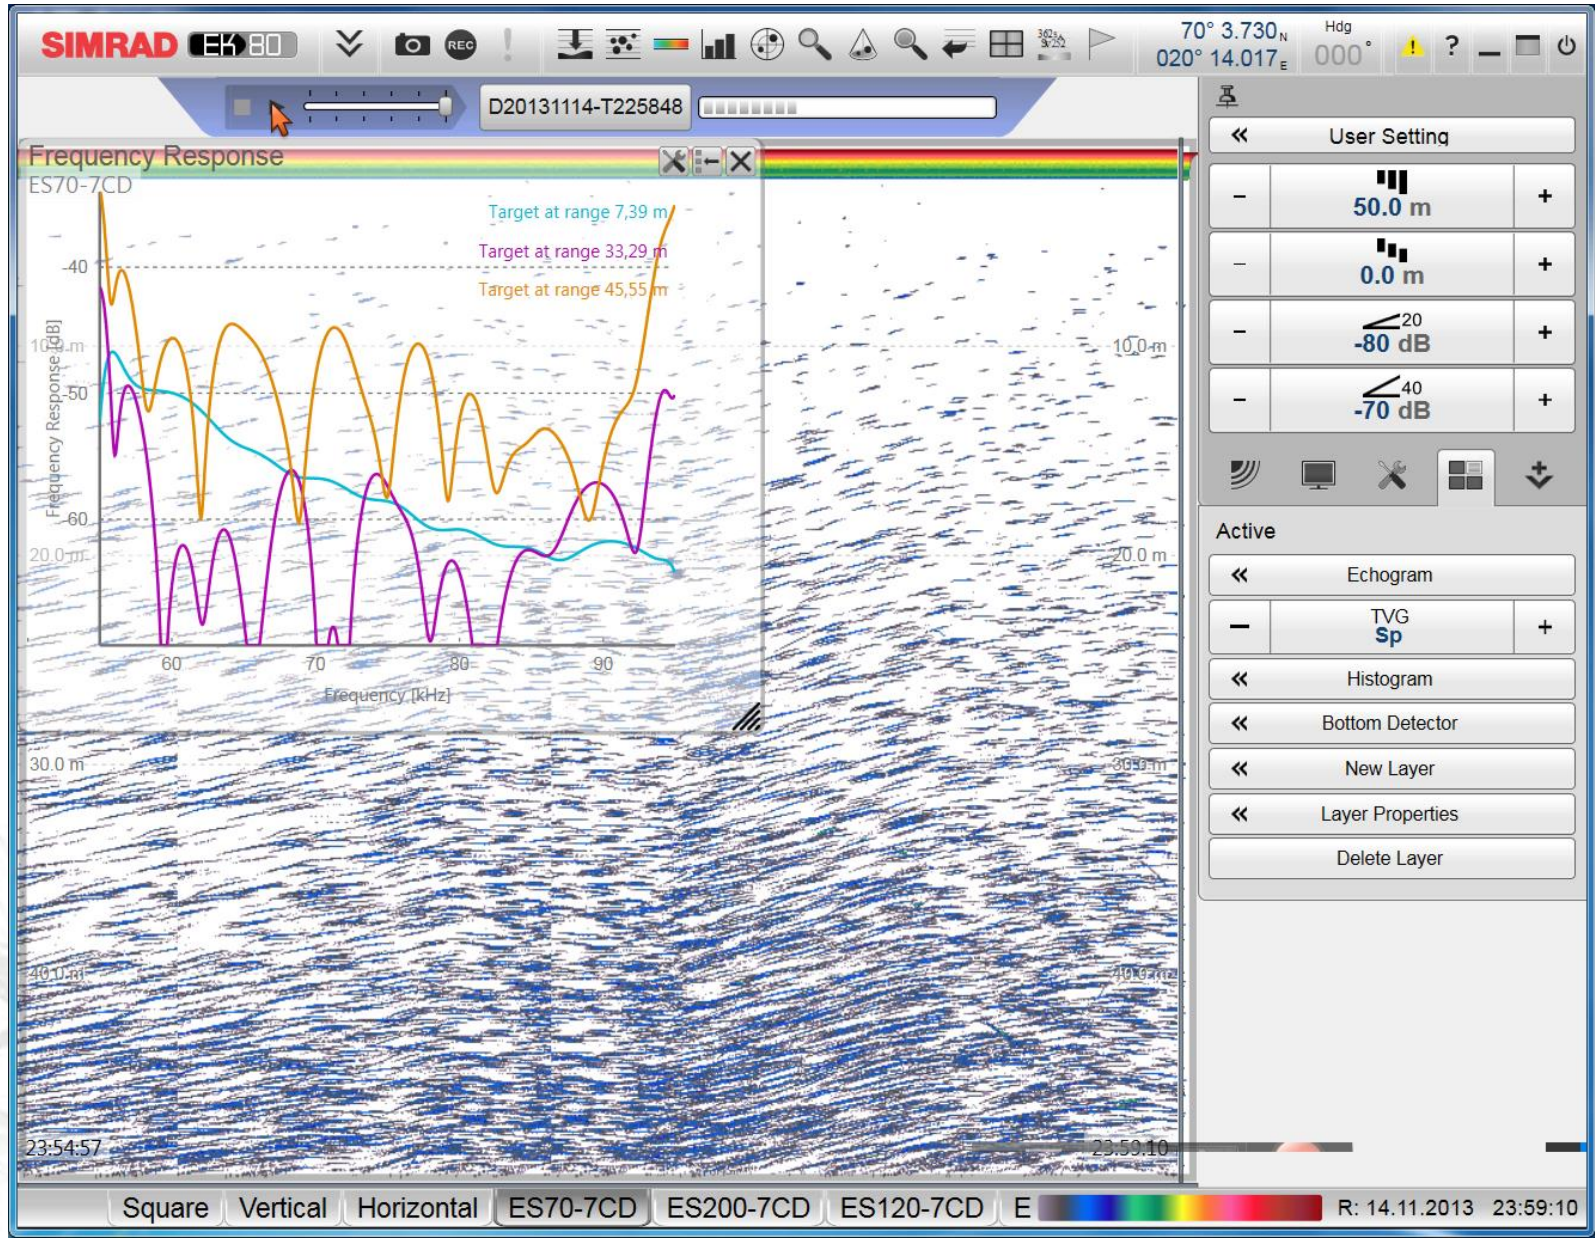 SIMRAD EK80
REC
70° 3.730 N
020° 14.017 E
Hdg
000°
?
D20131114-T225848
User Setting
Frequency Response
ES70-7CD
Target at range 7,39 m
Target at range 33,29 m
Target at range 45,55 m
Frequency Response [dB]
-40
-50
-60
60
70
80
90
Frequency [kHz]
10.0 m
20.0 m
30.0 m
40.0 m
10.0 m
20.0 m
30.0 m
40.0 m
23:54:57
23:59:10
- 50.0 m +
- 0.0 m +
20
- -80 dB +
40
- -70 dB +
Active
Echogram
TVG
- Sp +
Histogram
Bottom Detector
New Layer
Layer Properties
Delete Layer
Square Vertical Horizontal ES70-7CD ES200-7CD ES120-7CD E
R: 14.11.2013 23:59:10